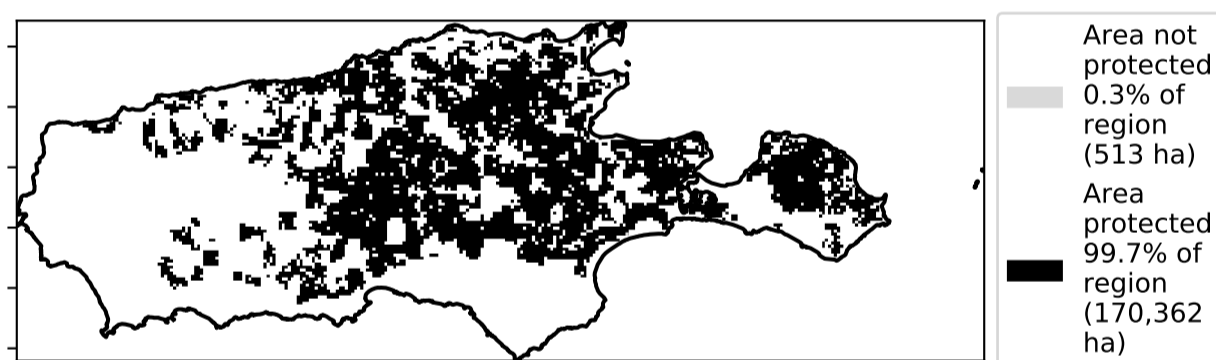 Area not
protected
0.3% of
region
(513 ha)
Area
protected
99.7% of
region
(170,362
ha)